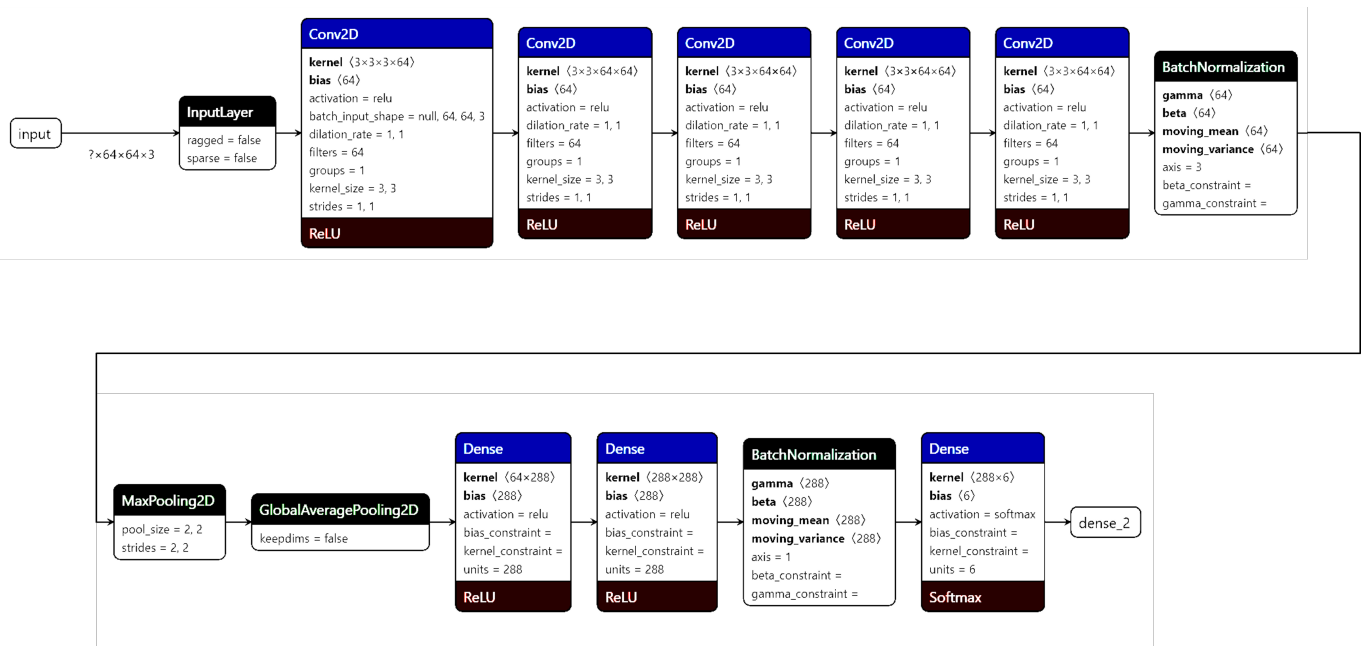 input
?×64×64×3
InputLayer
ragged = false
sparse = false
Conv2D
kernel ⟨3×3×3×64⟩
bias ⟨64⟩
activation = relu
batch_input_shape = null, 64, 64, 3
dilation_rate = 1, 1
filters = 64
groups = 1
kernel_size = 3, 3
strides = 1, 1
ReLU
Conv2D
kernel ⟨3×3×64×64⟩
bias ⟨64⟩
activation = relu
dilation_rate = 1, 1
filters = 64
groups = 1
kernel_size = 3, 3
strides = 1, 1
ReLU
Conv2D
kernel ⟨3×3×64×64⟩
bias ⟨64⟩
activation = relu
dilation_rate = 1, 1
filters = 64
groups = 1
kernel_size = 3, 3
strides = 1, 1
ReLU
Conv2D
kernel ⟨3×3×64×64⟩
bias ⟨64⟩
activation = relu
dilation_rate = 1, 1
filters = 64
groups = 1
kernel_size = 3, 3
strides = 1, 1
ReLU
Conv2D
kernel ⟨3×3×64×64⟩
bias ⟨64⟩
activation = relu
dilation_rate = 1, 1
filters = 64
groups = 1
kernel_size = 3, 3
strides = 1, 1
ReLU
BatchNormalization
gamma ⟨64⟩
beta ⟨64⟩
moving_mean ⟨64⟩
moving_variance ⟨64⟩
axis = 3
beta_constraint =
gamma_constraint =
MaxPooling2D
pool_size = 2, 2
strides = 2, 2
GlobalAveragePooling2D
keepdims = false
Dense
kernel ⟨64×288⟩
bias ⟨288⟩
activation = relu
bias_constraint =
kernel_constraint =
units = 288
ReLU
Dense
kernel ⟨288×288⟩
bias ⟨288⟩
activation = relu
bias_constraint =
kernel_constraint =
units = 288
ReLU
BatchNormalization
gamma ⟨288⟩
beta ⟨288⟩
moving_mean ⟨288⟩
moving_variance ⟨288⟩
axis = 1
beta_constraint =
gamma_constraint =
Dense
kernel ⟨288×6⟩
bias ⟨6⟩
activation = softmax
bias_constraint =
kernel_constraint =
units = 6
Softmax
dense_2